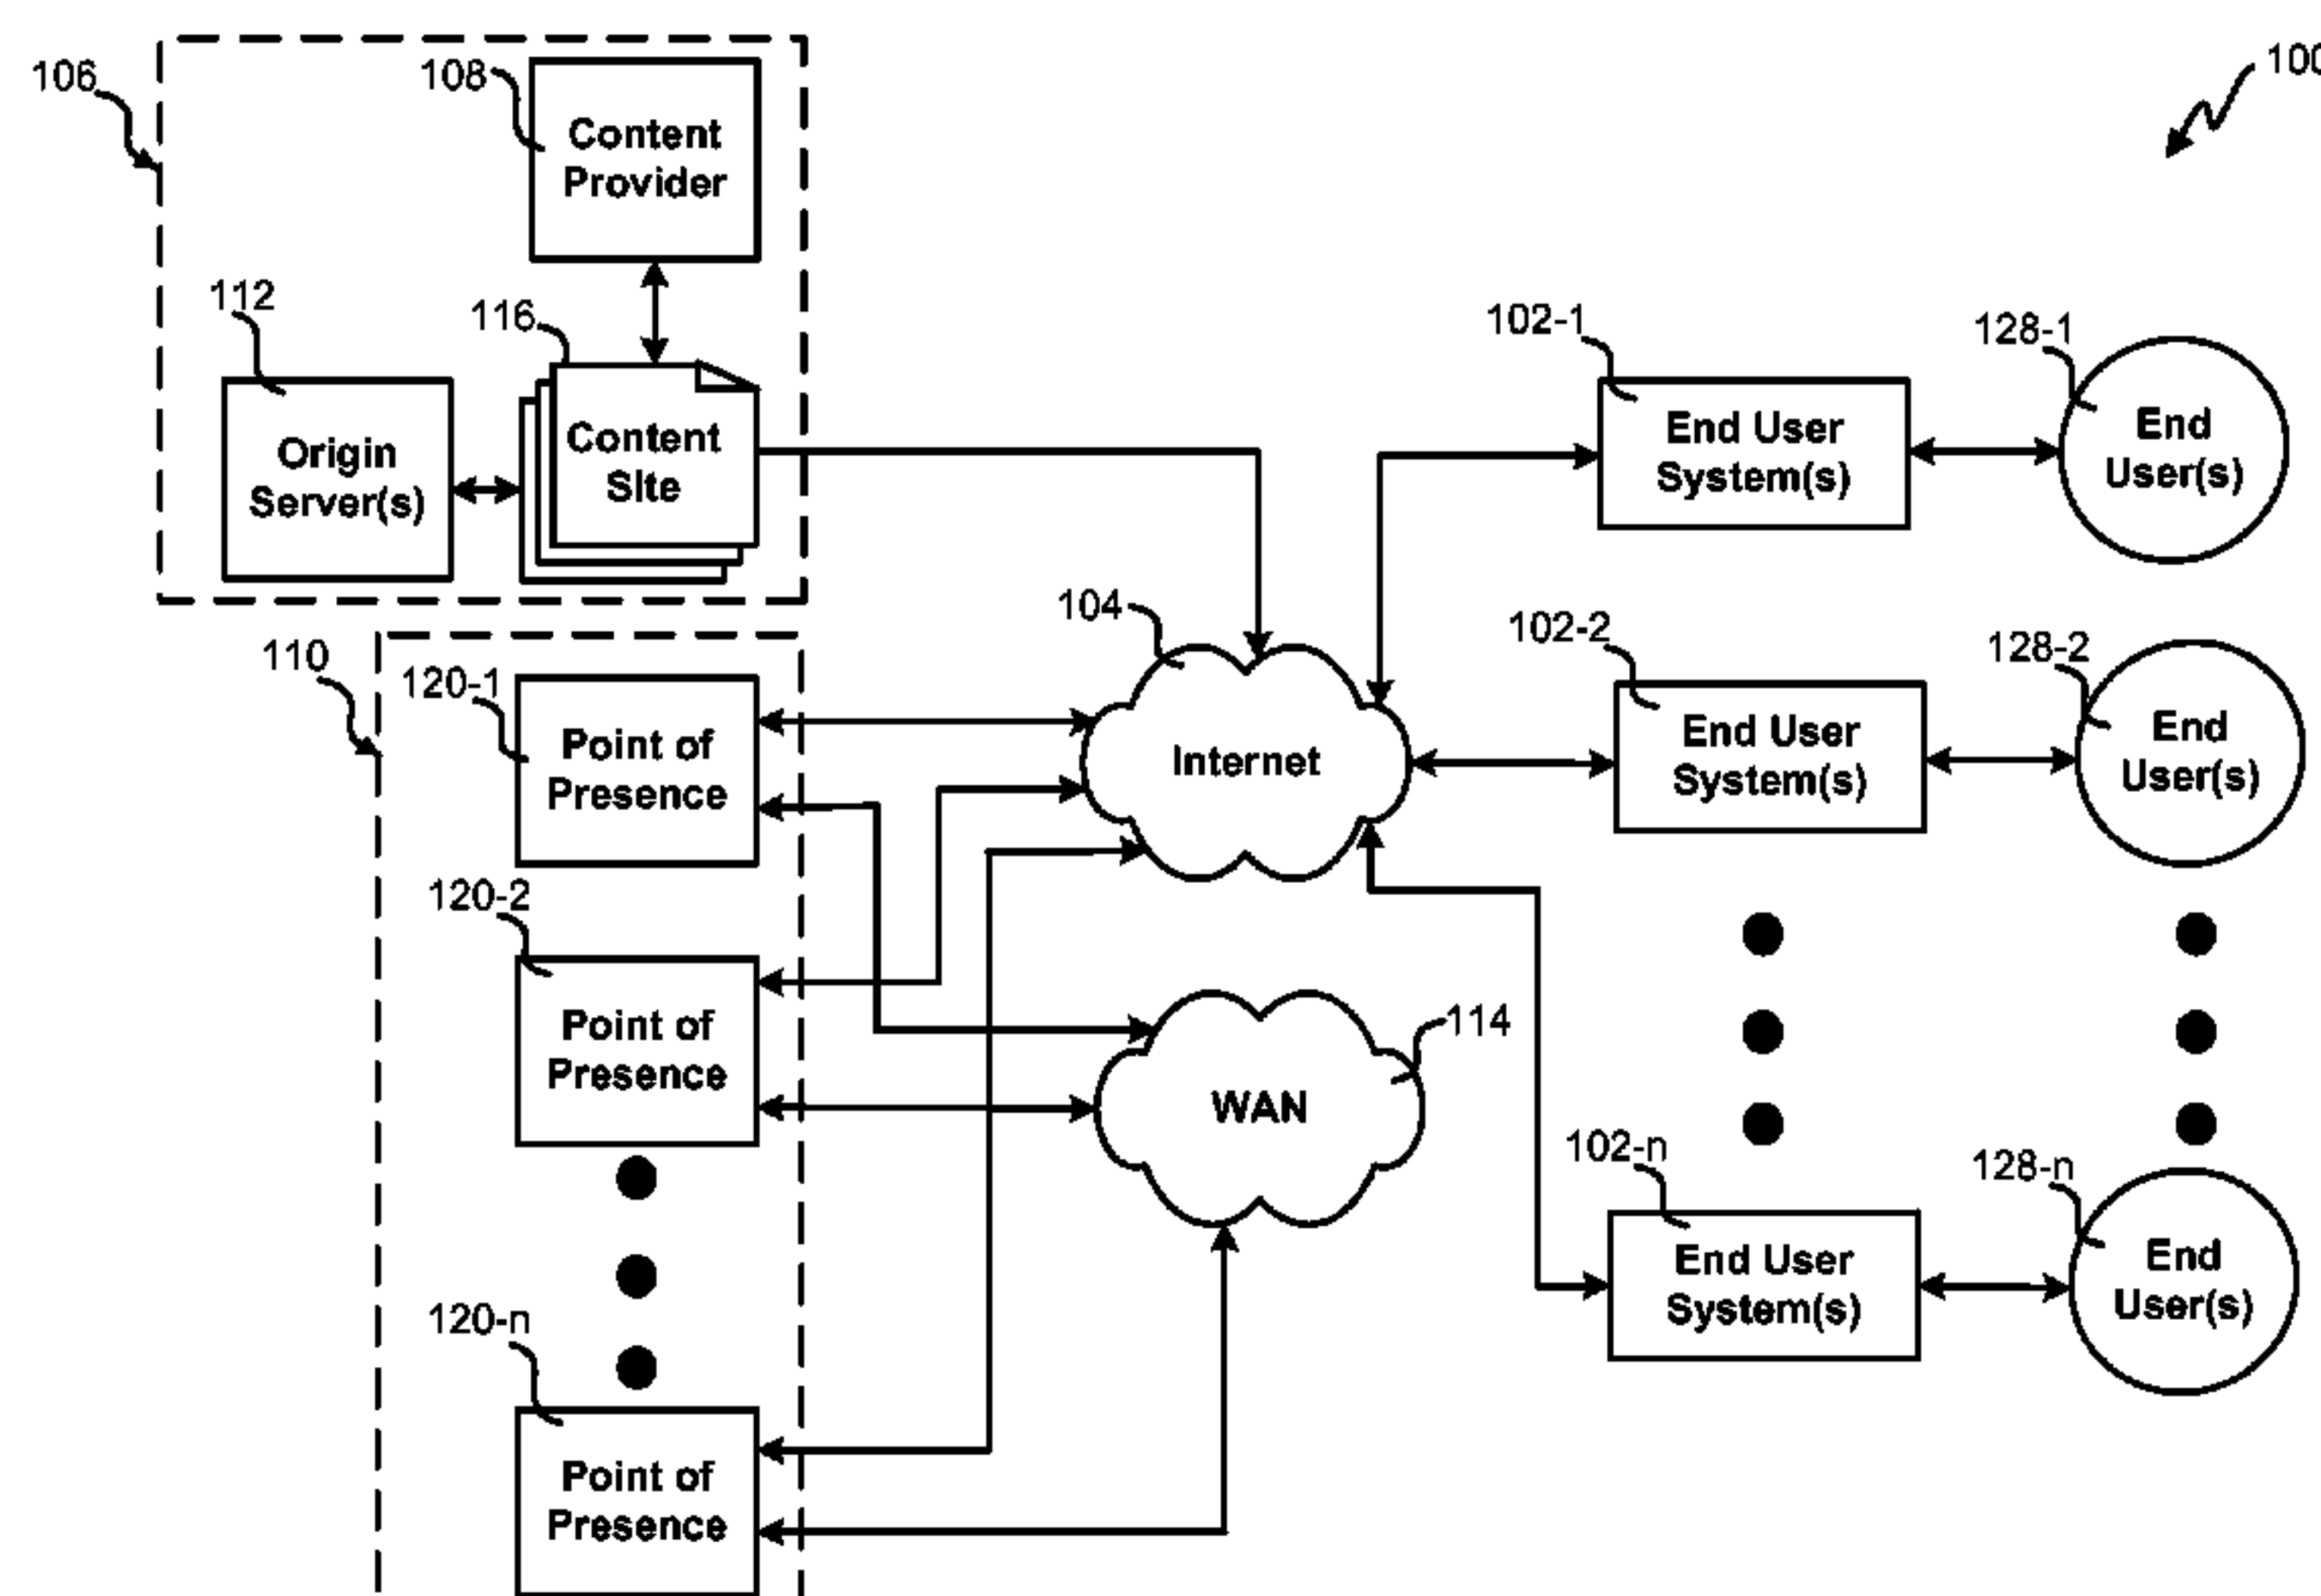 106
108
Content
Provider
100
112
116
Origin
Server(s)
Content
Site
102-1
End User
System(s)
128-1
End
User(s)
110
120-1
Point of
Presence
104
Internet
102-2
End User
System(s)
128-2
End
User(s)
120-2
Point of
Presence
114
WAN
102-n
End User
System(s)
128-n
End
User(s)
120-n
Point of
Presence